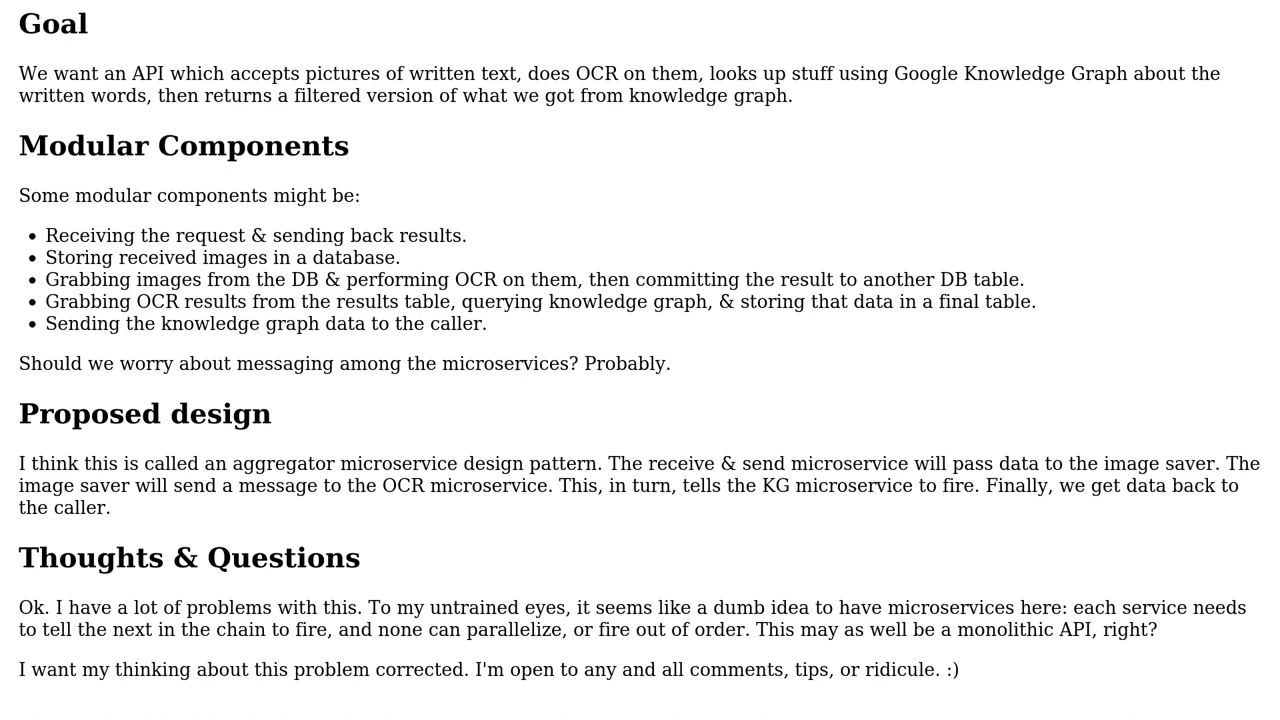 Goal
We want an API which accepts pictures of written text, does OCR on them, looks up stuff using Google Knowledge Graph about the
written words, then returns a filtered version of what we got from knowledge graph.
Modular Components
Some modular components might be:
• Receiving the request & sending back results.
• Storing received images in a database.
• Grabbing images from the DB & performing OCR on them, then committing the result to another DB table.
• Grabbing OCR results from the results table, querying knowledge graph, & storing that data in a final table.
• Sending the knowledge graph data to the caller.
Should we worry about messaging among the microservices? Probably.
Proposed design
I think this is called an aggregator microservice design pattern. The receive & send microservice will pass data to the image saver. The
image saver will send a message to the OCR microservice. This, in turn, tells the KG microservice to fire. Finally, we get data back to
the caller.
Thoughts & Questions
Ok. I have a lot of problems with this. To my untrained eyes, it seems like a dumb idea to have microservices here: each service needs
to tell the next in the chain to fire, and none can parallelize, or fire out of order. This may as well be a monolithic API, right?
I want my thinking about this problem corrected. I'm open to any and all comments, tips, or ridicule. :)